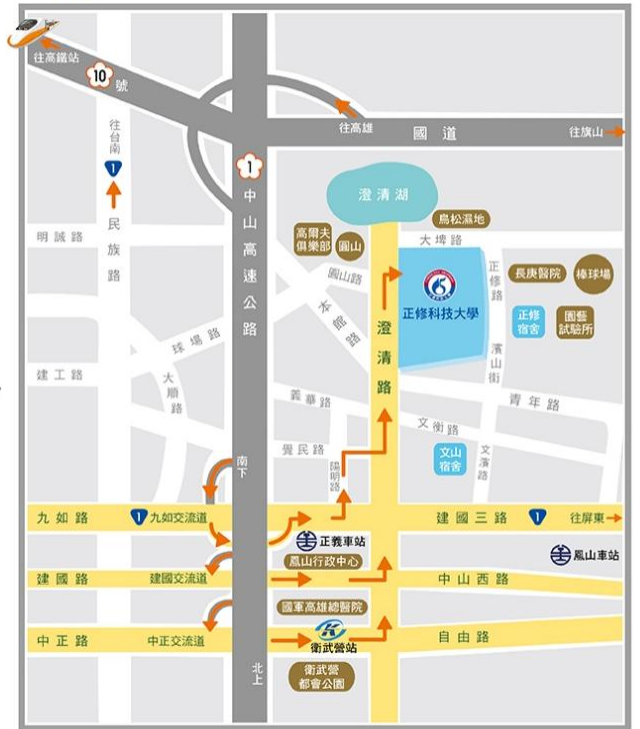 往高鐵站
10
號
往台南
1
民族路
往高雄
國道
往旗山
1
中山高速公路
澄清湖
鳥松濕地
高爾夫
俱樂部
圓山
大埤路
明誠路
圓山路
本館路
正修科技大學
正修路
長庚醫院
棒球場
正修
宿舍
園藝
試驗所
球場路
澄清路
濱山街
建工路
大順路
義華路
青年路
文衡路
覺民路
陽明路
文山
宿舍
文濱路
南下
九如路
1
九如交流道
建國三路
1
往屏東
正義車站
鳳山車站
鳳山行政中心
建國路
建國交流道
中山西路
國軍高雄總醫院
中正路
中正交流道
衛武營站
自由路
北上
衛武營
都會公園